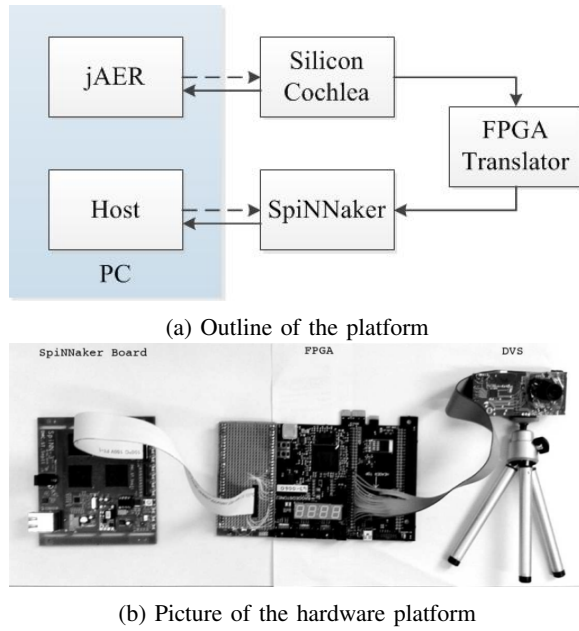 jAER
Silicon
Cochlea
FPGA
Translator
Host
SpiNNaker
PC
(a) Outline of the platform
SpiNNaker Board
FPGA
DVS
(b) Picture of the hardware platform